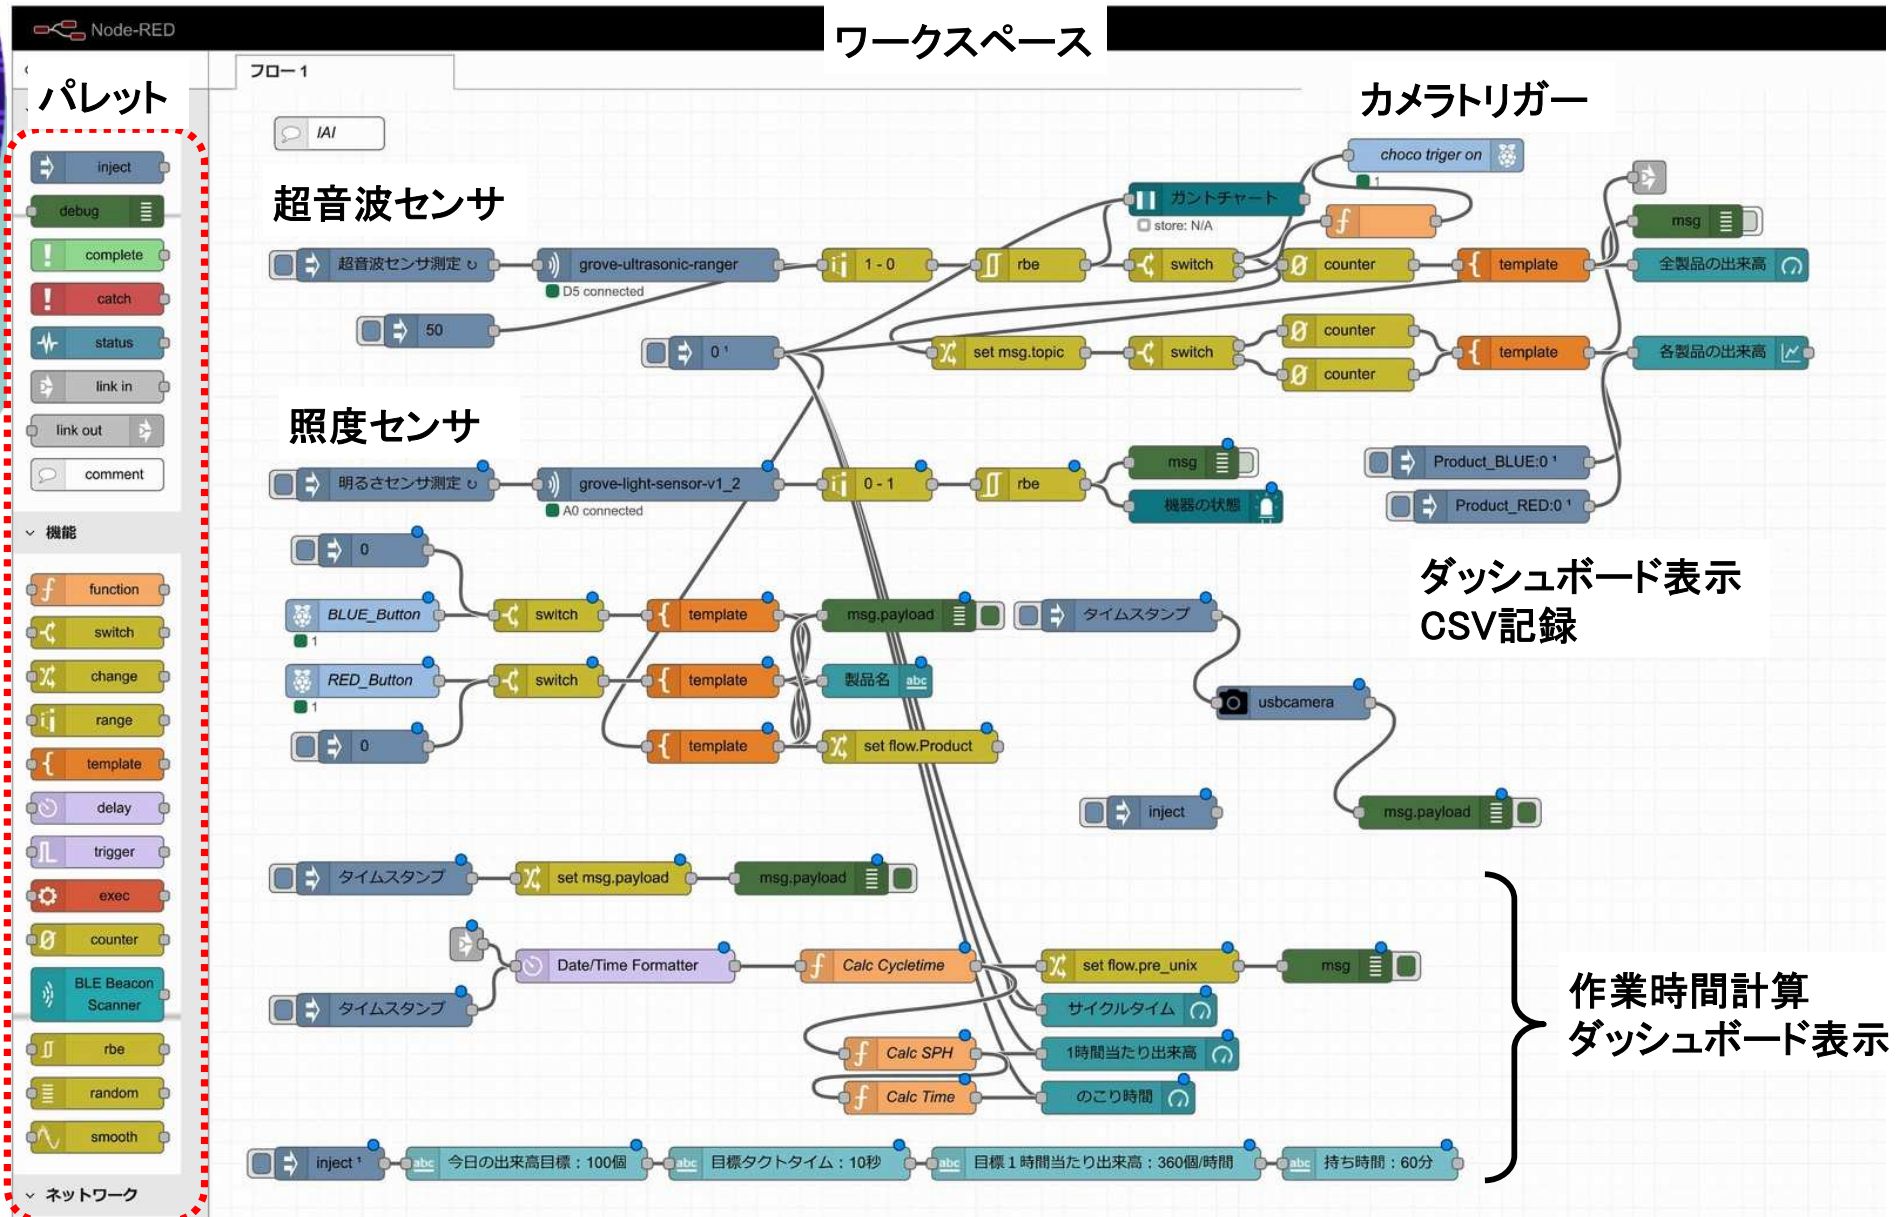 Node-RED
ワークスペース
パレット
フロー 1
カメラトリガー
IAI
超音波センサ
照度センサ
inject
debug
complete
catch
status
link in
link out
comment
機能
function
switch
change
range
template
delay
trigger
exec
counter
BLE Beacon
Scanner
rbe
random
smooth
ネットワーク
choco triger on
1
ガントチャート
store: N/A
msg
超音波センサ測定 ↻
grove-ultrasonic-ranger
D5 connected
1 - 0
rbe
switch
counter
template
全製品の出来高
50
0 ¹
set msg.topic
switch
counter
counter
template
各製品の出来高
明るさセンサ測定 ↻
grove-light-sensor-v1_2
A0 connected
0 - 1
rbe
msg
機器の状態
Product_BLUE:0 ¹
Product_RED:0 ¹
0
BLUE_Button
1
switch
template
msg.payload
RED_Button
1
switch
template
製品名
abc
0
template
set flow.Product
タイムスタンプ
usbcamera
inject
msg.payload
ダッシュボード表示
CSV記録
タイムスタンプ
set msg.payload
msg.payload
Date/Time Formatter
Calc Cycletime
set flow.pre_unix
msg
タイムスタンプ
サイクルタイム
Calc SPH
1時間当たり出来高
Calc Time
のこり時間
作業時間計算
ダッシュボード表示
inject ¹
abc
今日の出来高目標：100個
abc
目標タクトタイム：10秒
abc
目標１時間当たり出来高：360個/時間
abc
持ち時間：60分